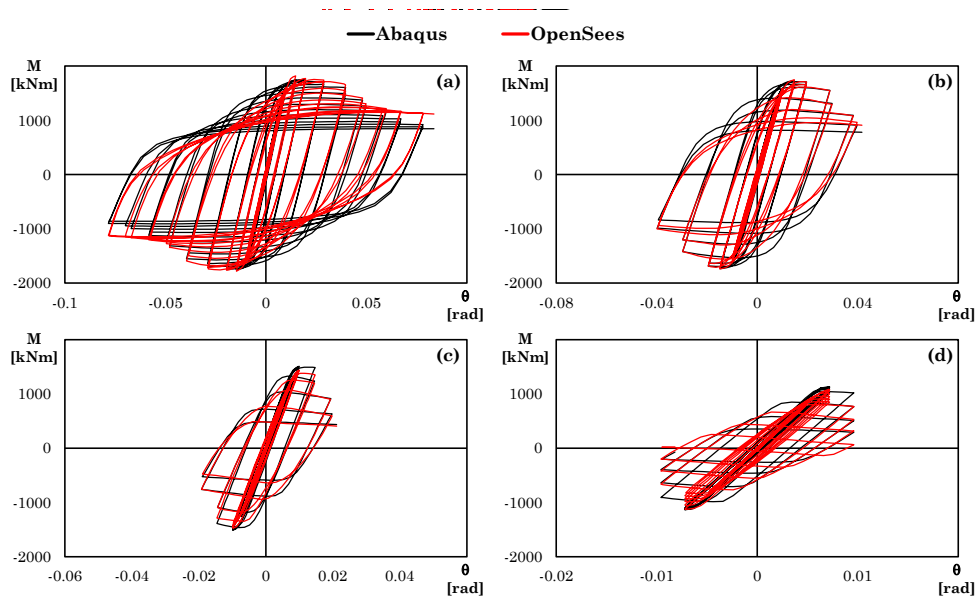 Abaqus OpenSees
M
[kNm]
(a)
1000
0
-1000
-2000
-0.1 -0.05 0 0.05 θ
[rad]
M
[kNm]
(b)
1000
0
-1000
-2000
-0.08 -0.04 0 0.04 θ
[rad]
M
[kNm]
(c)
1000
0
-1000
-2000
-0.06 -0.04 -0.02 0 0.02 0.04 θ
[rad]
M
[kNm]
(d)
1000
0
-1000
-2000
-0.02 -0.01 0 0.01 θ
[rad]